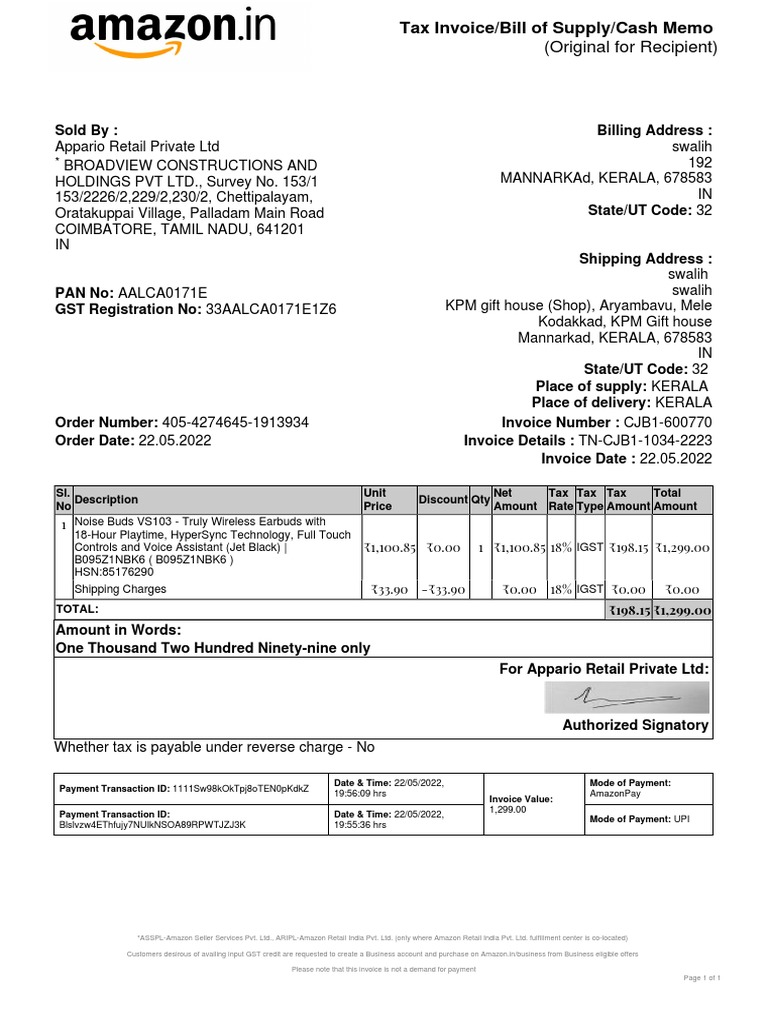 amazon.in
Tax Invoice/Bill of Supply/Cash Memo
(Original for Recipient)
Sold By :
Appario Retail Private Ltd
* BROADVIEW CONSTRUCTIONS AND
HOLDINGS PVT LTD., Survey No. 153/1
153/2226/2,229/2,230/2, Chettipalayam,
Oratakuppai Village, Palladam Main Road
COIMBATORE, TAMIL NADU, 641201
IN
PAN No: AALCA0171E
GST Registration No: 33AALCA0171E1Z6
Billing Address :
swalih
192
MANNARKAd, KERALA, 678583
IN
State/UT Code: 32
Shipping Address :
swalih
swalih
KPM gift house (Shop), Aryambavu, Mele
Kodakkad, KPM Gift house
Mannarkad, KERALA, 678583
IN
State/UT Code: 32
Place of supply: KERALA
Place of delivery: KERALA
Order Number: 405-4274645-1913934
Order Date: 22.05.2022
Invoice Number : CJB1-600770
Invoice Details : TN-CJB1-1034-2223
Invoice Date : 22.05.2022
Sl. No Description Unit Price Discount Qty Net Amount Tax Rate Tax Type Tax Amount Total Amount
1 Noise Buds VS103 - Truly Wireless Earbuds with
18-Hour Playtime, HyperSync Technology, Full Touch
Controls and Voice Assistant (Jet Black) | ₹1,100.85 ₹0.00 1 ₹1,100.85 18% IGST ₹198.15 ₹1,299.00
B095Z1NBK6 ( B095Z1NBK6 )
HSN:85176290
Shipping Charges ₹33.90 -₹33.90 ₹0.00 18% IGST ₹0.00 ₹0.00
TOTAL: ₹198.15 ₹1,299.00
Amount in Words:
One Thousand Two Hundred Ninety-nine only
For Appario Retail Private Ltd:
Authorized Signatory
Whether tax is payable under reverse charge - No
Payment Transaction ID: 1111Sw98kOkTpj8oTEN0pKdkZ
Date & Time: 22/05/2022,
19:56:09 hrs
Invoice Value:
1,299.00
Mode of Payment:
AmazonPay
Payment Transaction ID:
BlsIvzw4EThfujy7NUlkNSOA89RPWTJZJ3K
Date & Time: 22/05/2022,
19:55:36 hrs
Mode of Payment: UPI
*ASSPL-Amazon Seller Services Pvt. Ltd., ARIPL-Amazon Retail India Pvt. Ltd. (only where Amazon Retail India Pvt. Ltd. fulfillment center is co-located)
Customers desirous of availing input GST credit are requested to create a Business account and purchase on Amazon.in/business from Business eligible offers
Please note that this invoice is not a demand for payment
Page 1 of 1